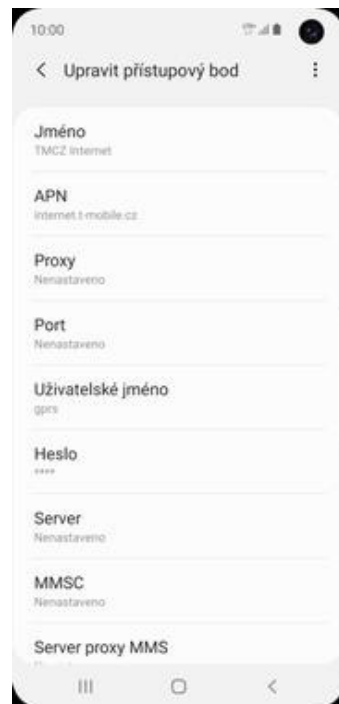 10:00
Upravit přístupový bod
Jméno
TMCZ Internet
APN
internet.t-mobile.cz
Proxy
Nenastaveno
Port
Nenastaveno
Uživatelské jméno
gprs
Heslo
****
Server
Nenastaveno
MMSC
Nenastaveno
Server proxy MMS